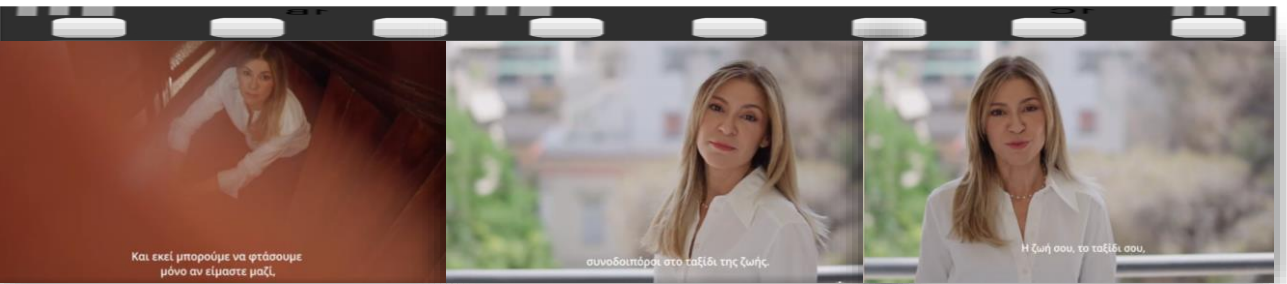 Και εκεί μπορούμε να φτάσουμε
μόνο αν είμαστε μαζί,
συνοδοιπόροι στο ταξίδι της ζωής.
Η ζωή σου, το ταξίδι σου,